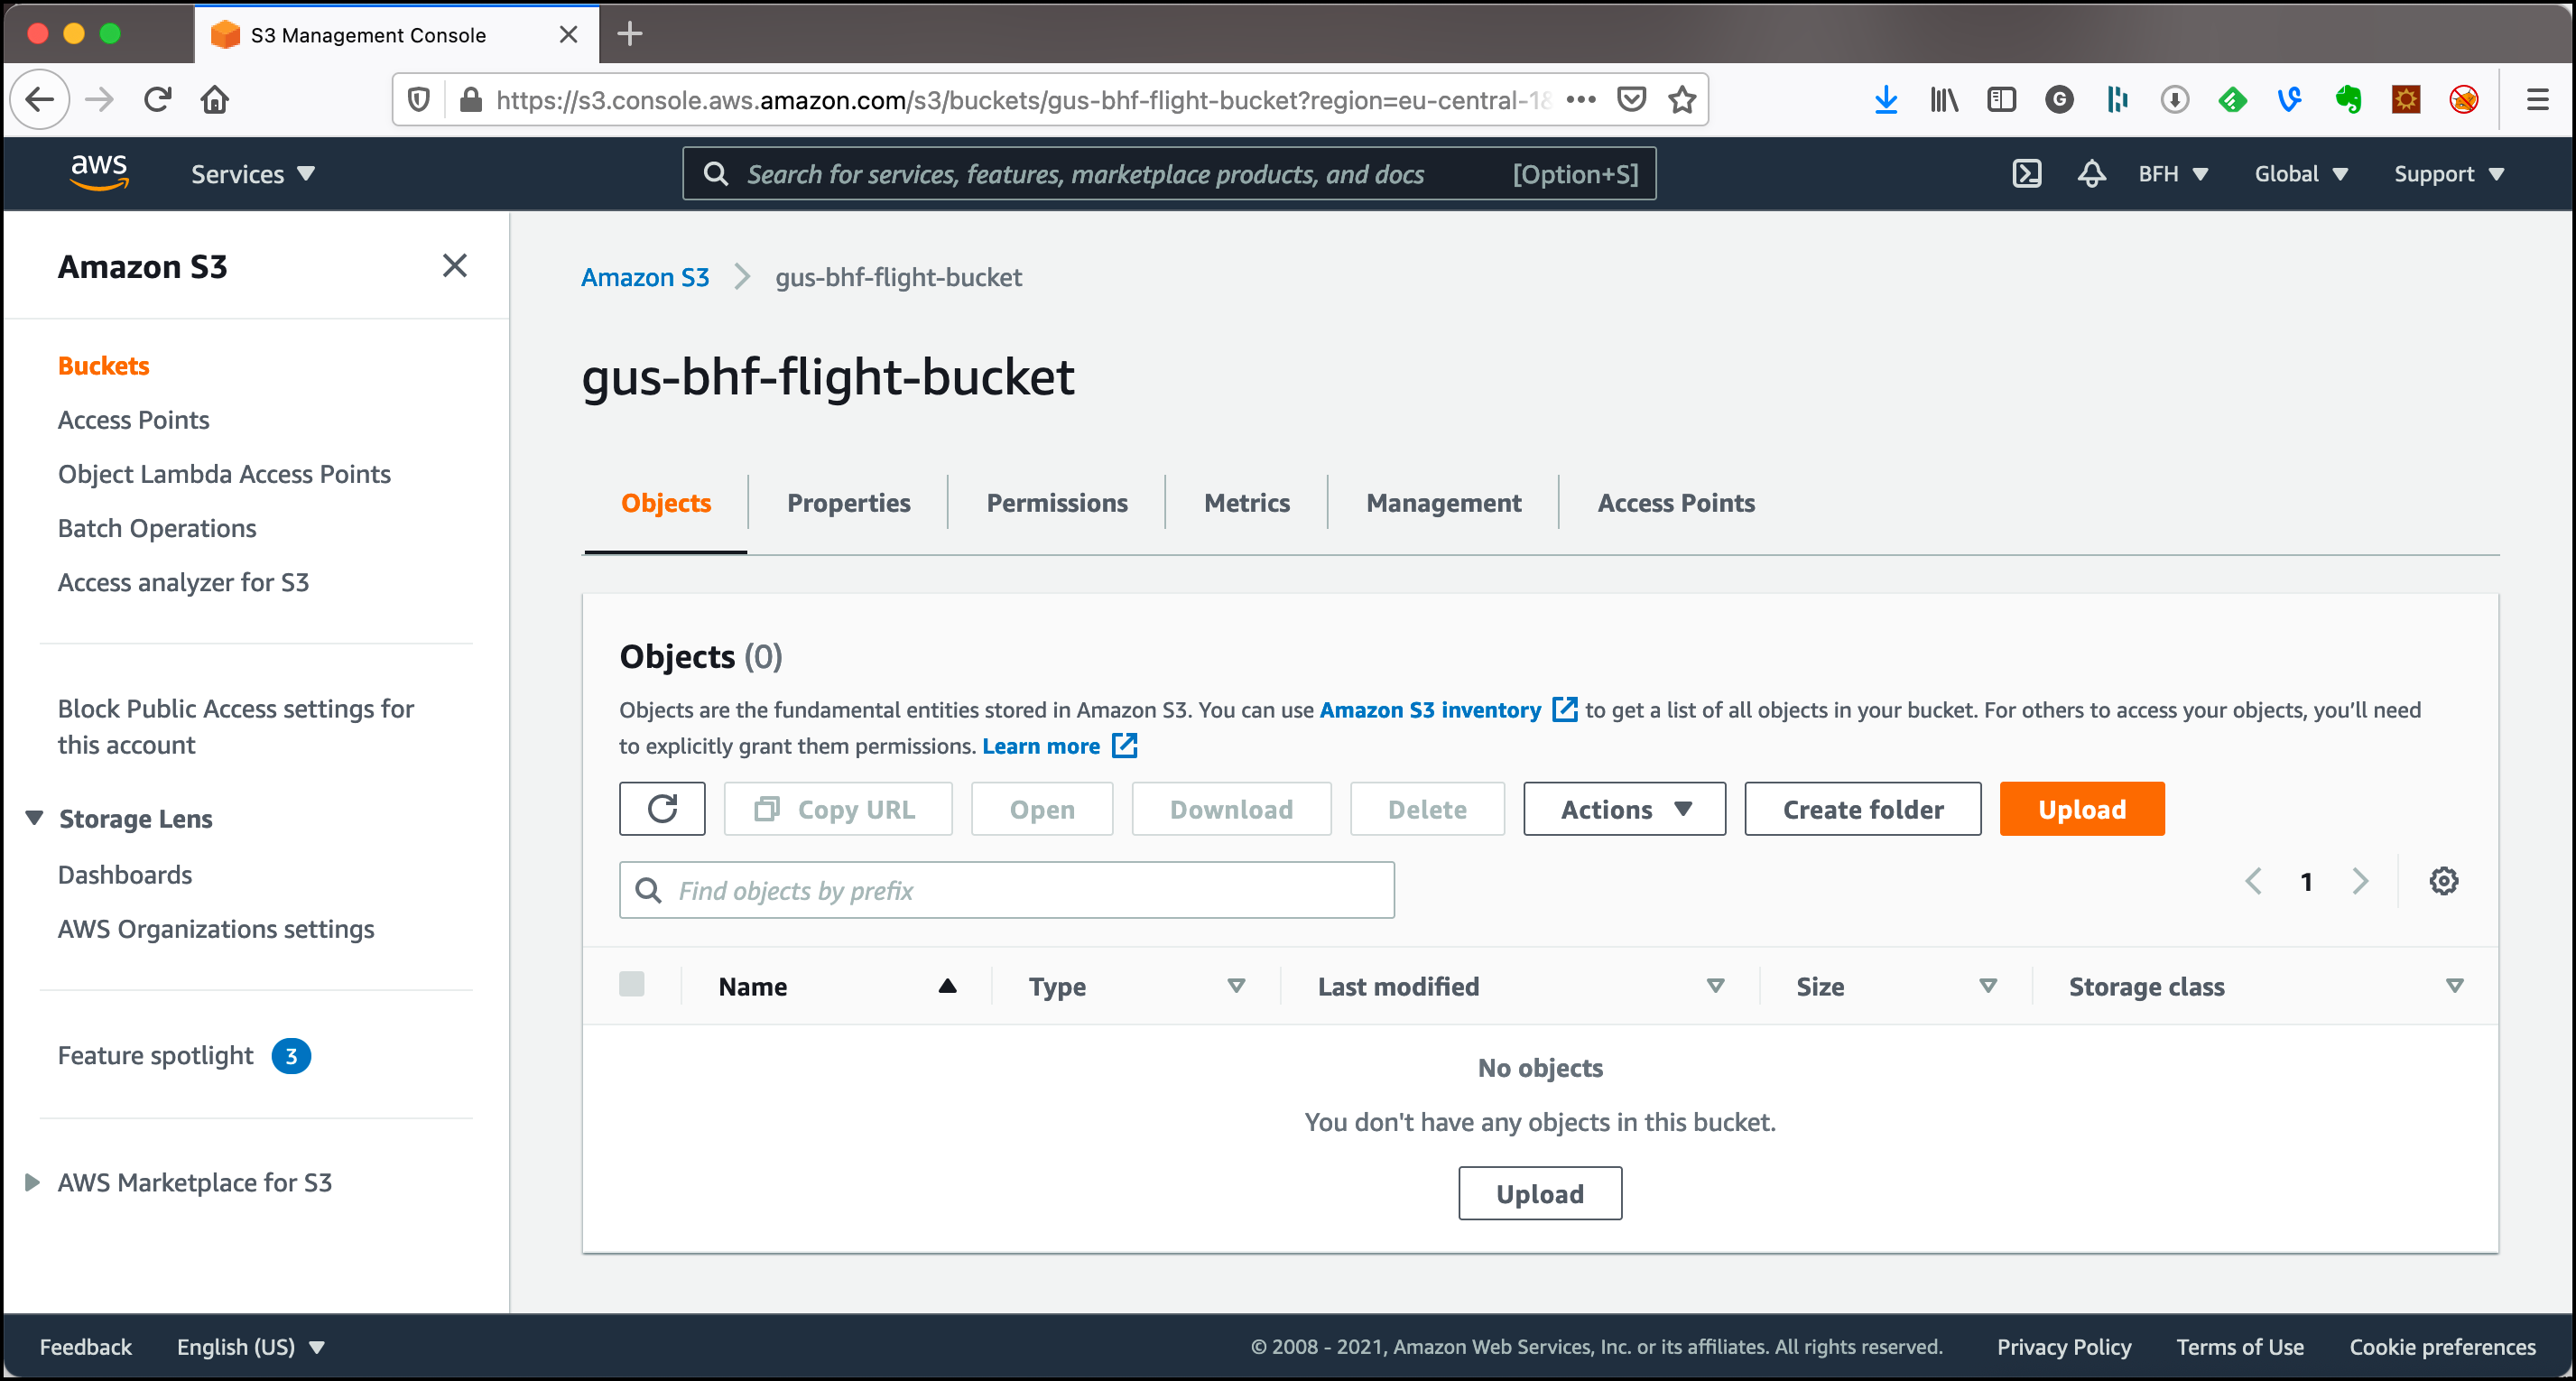 S3 Management Console
https://s3.console.aws.amazon.com/s3/buckets/gus-bhf-flight-bucket?region=eu-central-1
aws Services Search for services, features, marketplace products, and docs [Option+S] BFH Global Support
Amazon S3
Buckets
Access Points
Object Lambda Access Points
Batch Operations
Access analyzer for S3
Block Public Access settings for
this account
Storage Lens
Dashboards
AWS Organizations settings
Feature spotlight 3
AWS Marketplace for S3
Amazon S3 gus-bhf-flight-bucket
gus-bhf-flight-bucket
Objects Properties Permissions Metrics Management Access Points
Objects (0)
Objects are the fundamental entities stored in Amazon S3. You can use Amazon S3 inventory to get a list of all objects in your bucket. For others to access your objects, you'll need
to explicitly grant them permissions. Learn more
Copy URL Open Download Delete Actions Create folder Upload
Find objects by prefix 1
Name Type Last modified Size Storage class
No objects
You don't have any objects in this bucket.
Upload
Feedback English (US) © 2008 - 2021, Amazon Web Services, Inc. or its affiliates. All rights reserved. Privacy Policy Terms of Use Cookie preferences